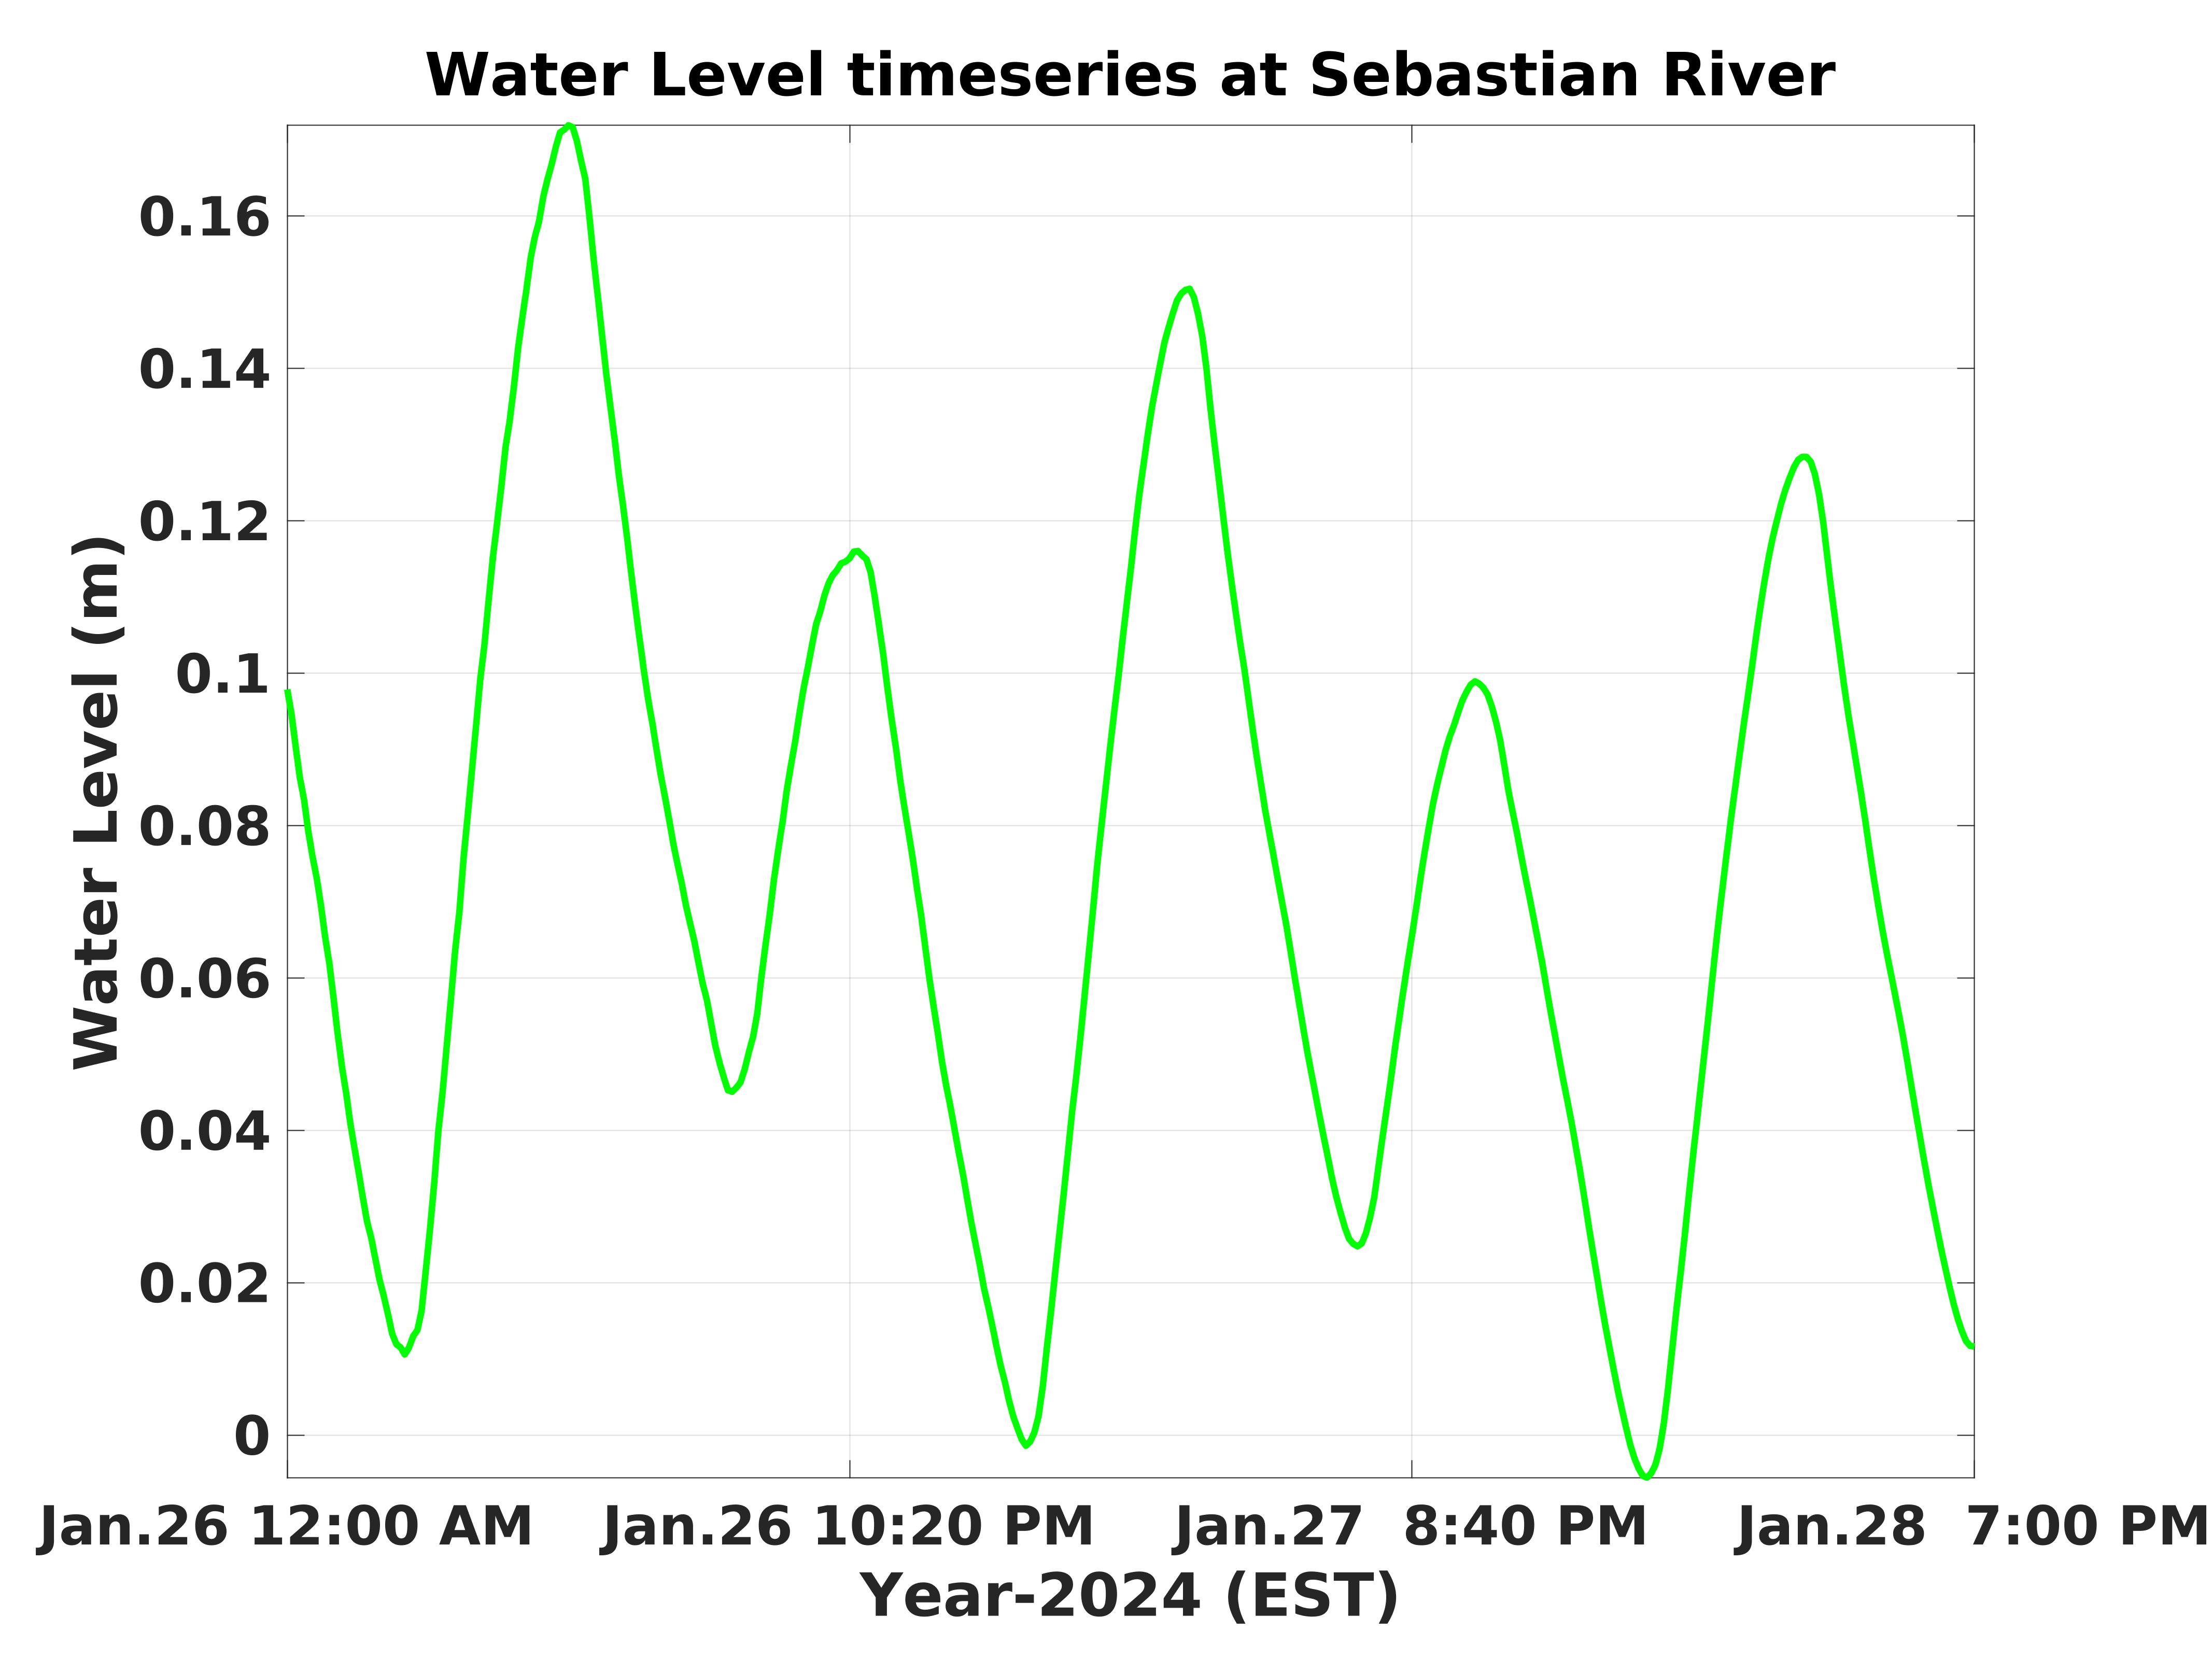 Water Level timeseries at Sebastian River
Water Level (m)
0.16
0.14
0.12
0.1
0.08
0.06
0.04
0.02
0
Jan.26 12:00 AM Jan.26 10:20 PM Jan.27 8:40 PM Jan.28 7:00 PM
Year-2024 (EST)